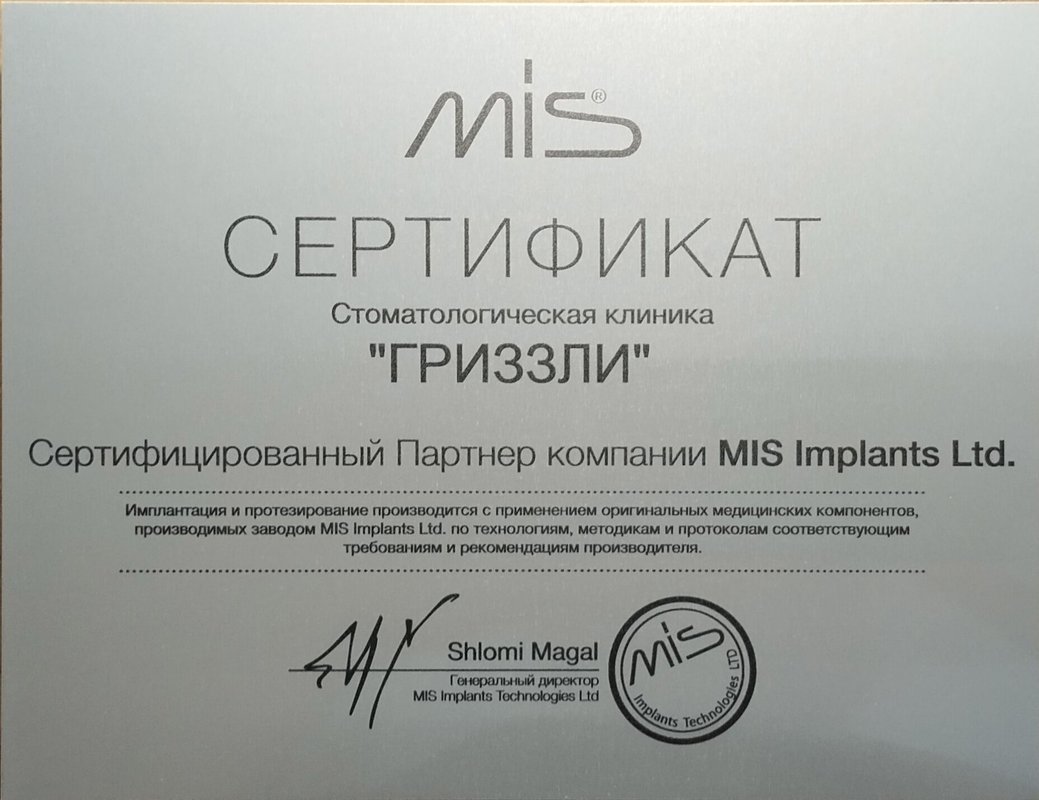 mis®
СЕРТИФИКАТ
Стоматологическая клиника
"ГРИЗЗЛИ"
Сертифицированный Партнер компании MIS Implants Ltd.
Имплантация и протезирование производится с применением оригинальных медицинских компонентов,
производимых заводом MIS Implants Ltd. по технологиям, методикам и протоколам соответствующим
требованиям и рекомендациям производителя.
Shlomi Magal
Генеральный директор
MIS Implants Technologies Ltd
mis
Implants Technologies LTD